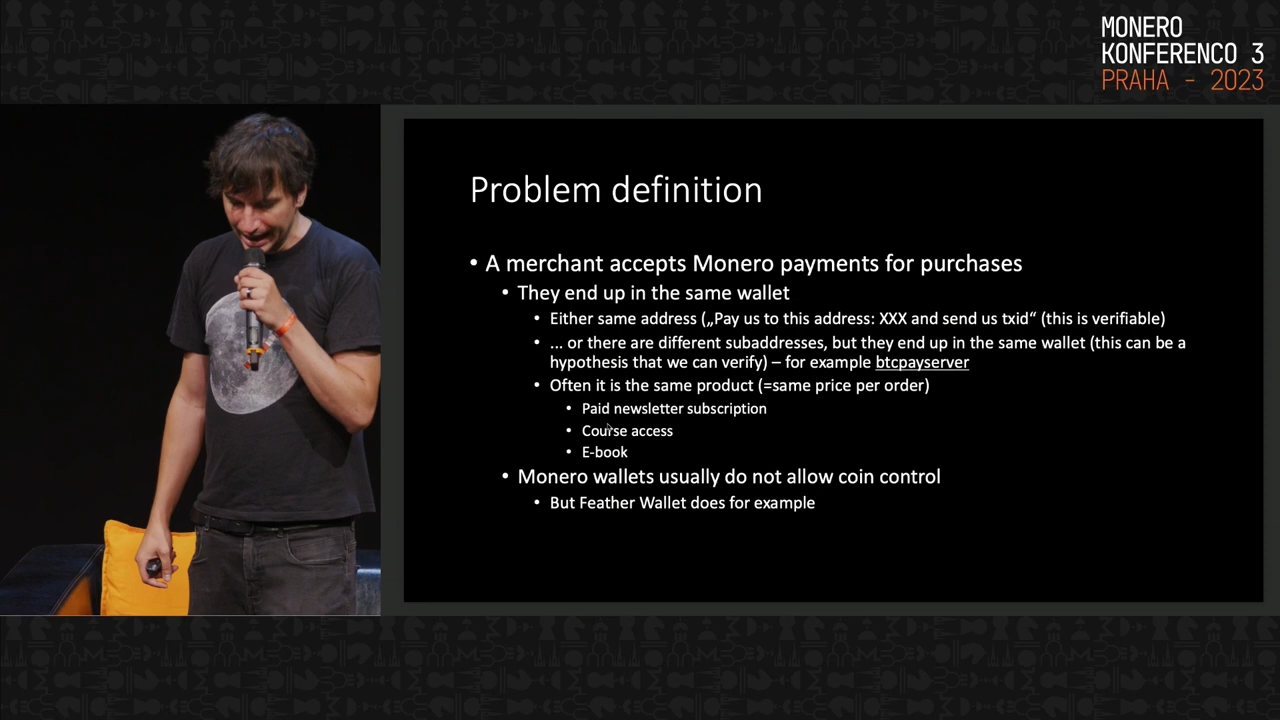 MONERO
KONFERENCO 3
PRAHA - 2023
Problem definition
• A merchant accepts Monero payments for purchases
• They end up in the same wallet
• Either same address („Pay us to this address: XXX and send us txid“ (this is verifiable)
• ... or there are different subaddresses, but they end up in the same wallet (this can be a
hypothesis that we can verify) – for example btcpayserver
• Often it is the same product (=same price per order)
• Paid newsletter subscription
• Course access
• E-book
• Monero wallets usually do not allow coin control
• But Feather Wallet does for example